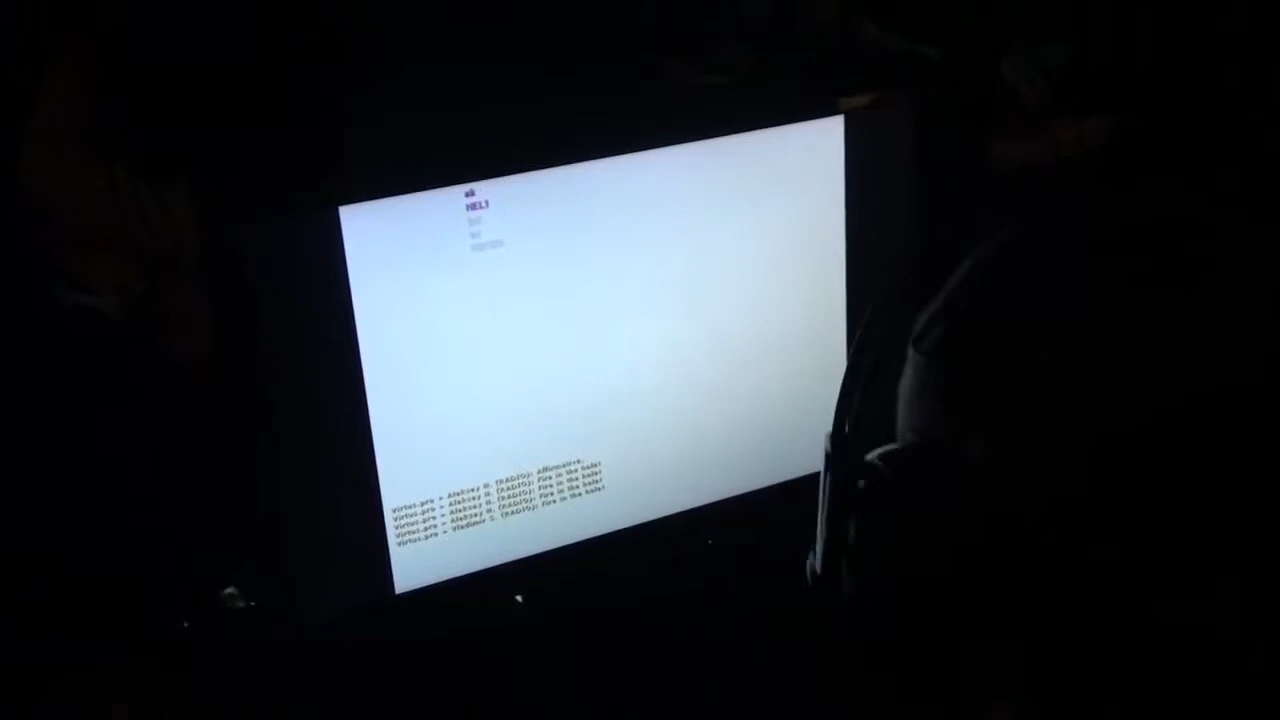 HEL!
Virtus.pro = Aleksey G. (RADIO): Affirmative.
Virtus.pro = Aleksey G. (RADIO): Fire in the hole!
Virtus.pro = Aleksey G. (RADIO): Fire in the hole!
Virtus.pro = Aleksey G. (RADIO): Fire in the hole!
Virtus.pro = Vladimir S. (RADIO): Fire in the hole!